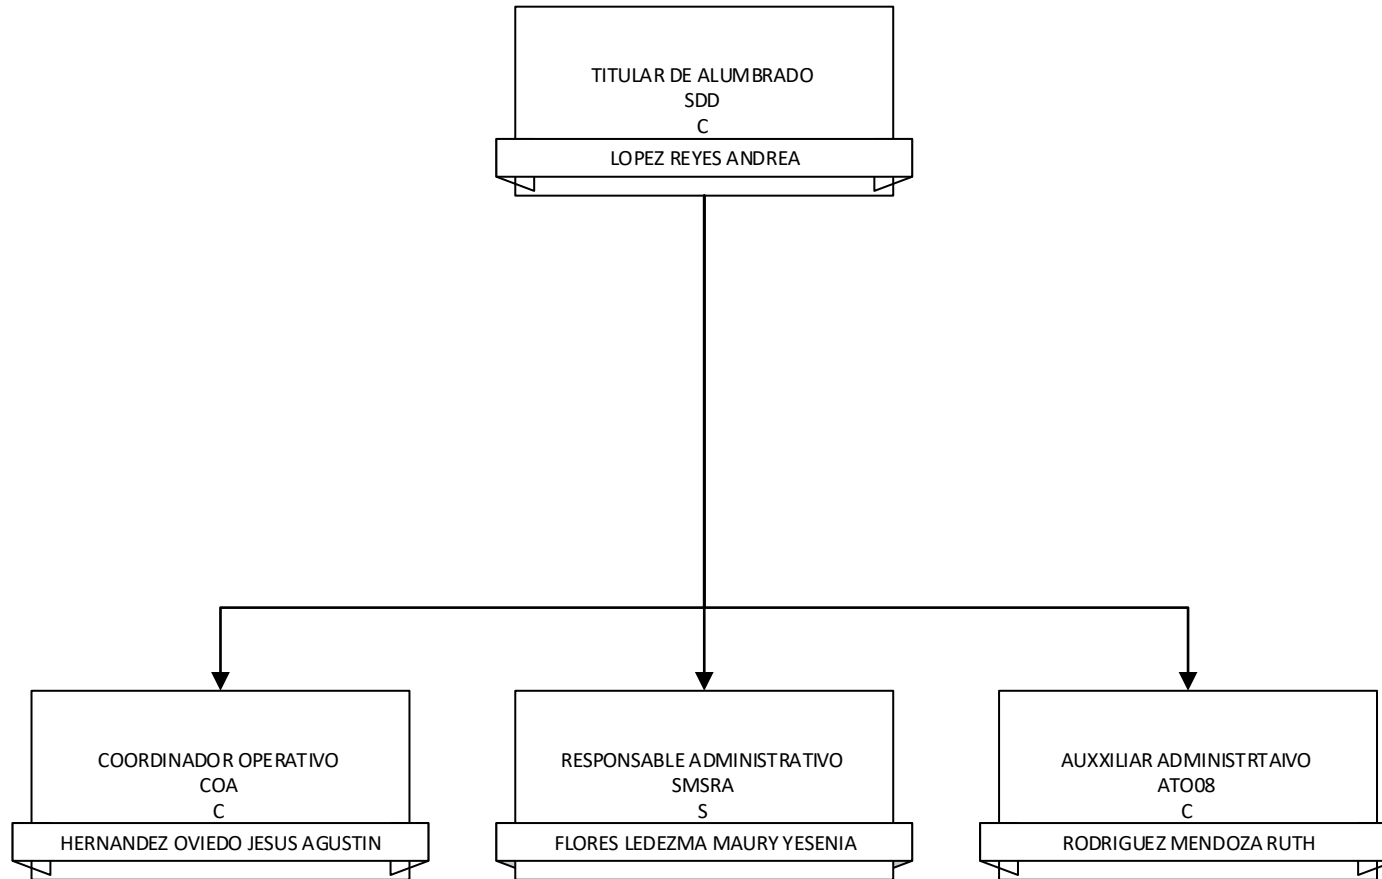 TITULAR DE ALUMBRADO
SDD
C
LOPEZ REYES ANDREA
COORDINADOR OPERATIVO
COA
C
HERNANDEZ OVIEDO JESUS AGUSTIN
RESPONSABLE ADMINISTRATIVO
SMSRA
S
FLORES LEDEZMA MAURY YESENIA
AUXXILIAR ADMINISTRTAIVO
ATO08
C
RODRIGUEZ MENDOZA RUTH